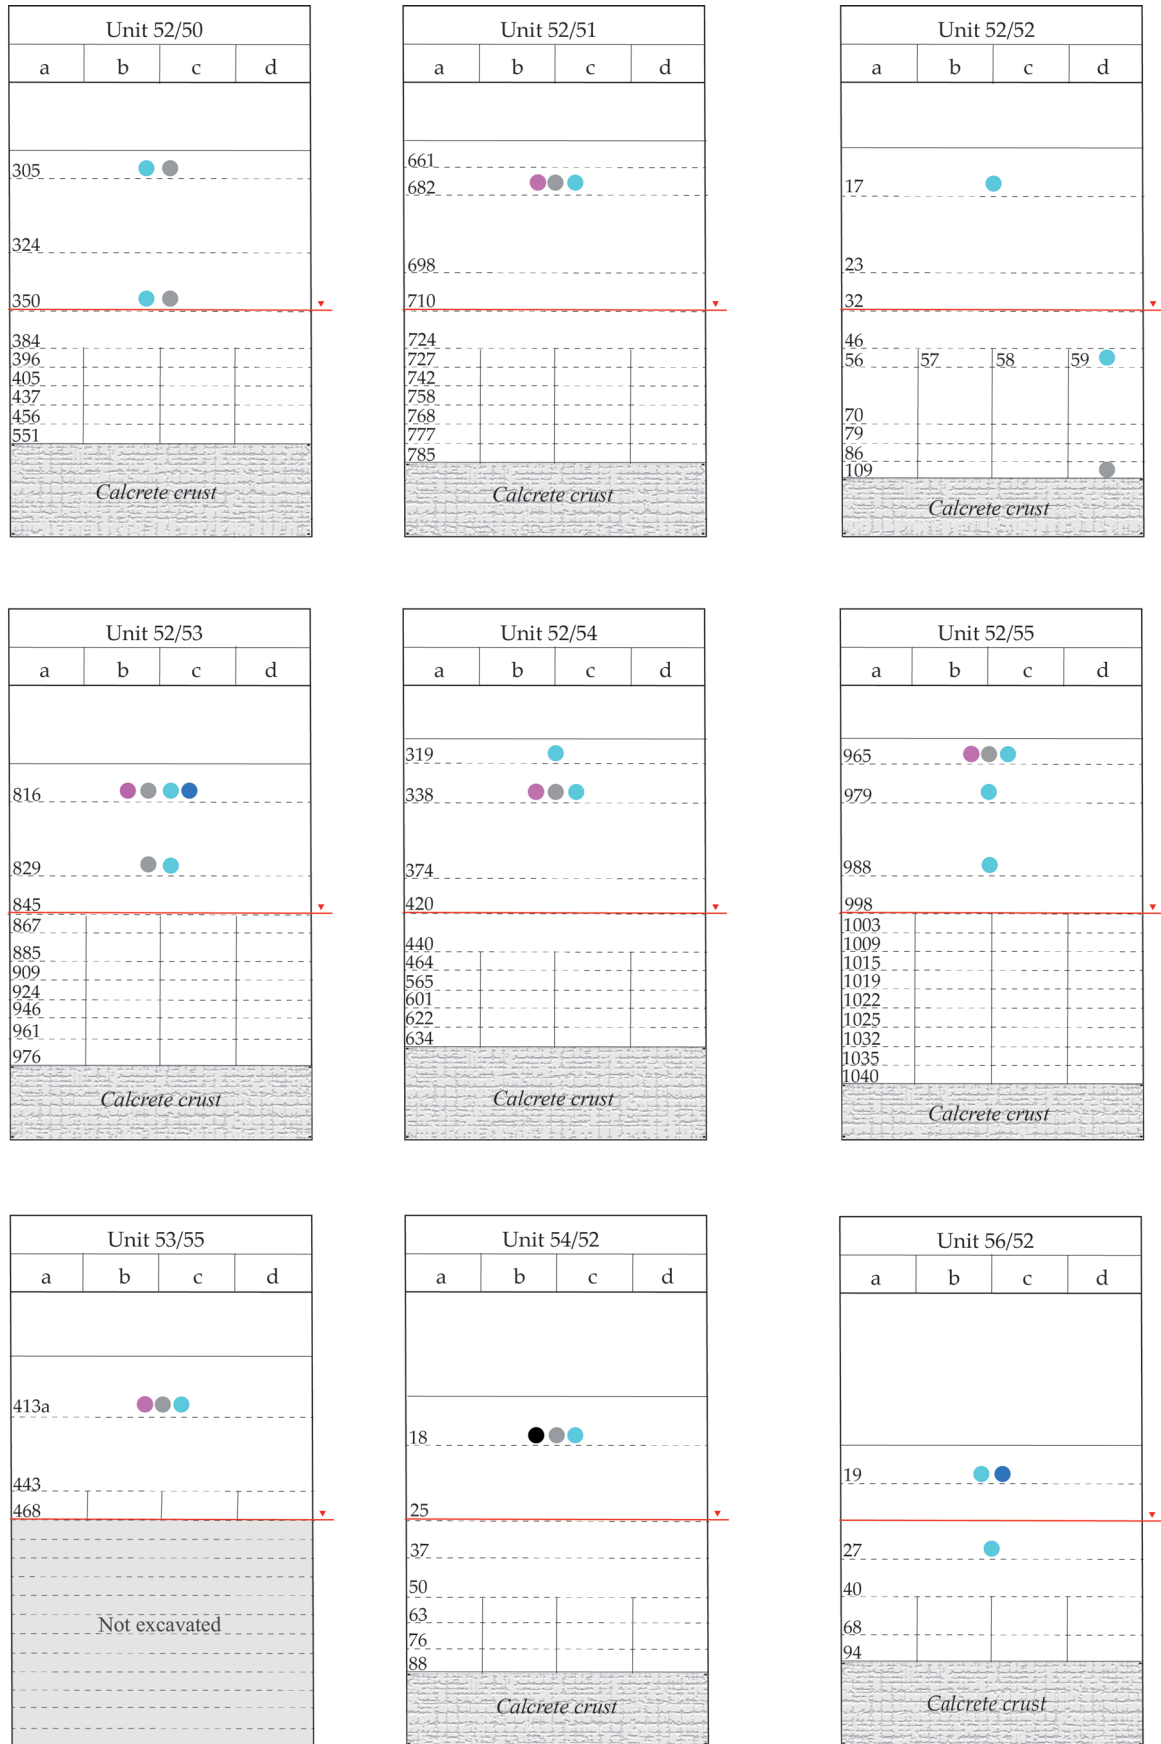 Unit 52/50
a b c d
305
324
350
384
396
405
437
456
551
Calcrete crust
Unit 52/51
a b c d
661
682
698
710
724
727
742
758
768
777
785
Calcrete crust
Unit 52/52
a b c d
17
23
32
46
56 57 58 59
70
79
86
109
Calcrete crust
Unit 52/53
a b c d
816
829
845
867
885
909
924
946
961
976
Calcrete crust
Unit 52/54
a b c d
319
338
374
420
440
464
565
601
622
634
Calcrete crust
Unit 52/55
a b c d
965
979
988
998
1003
1009
1015
1019
1022
1025
1032
1035
1040
Calcrete crust
Unit 53/55
a b c d
413a
443
468
Not excavated
Unit 54/52
a b c d
18
25
37
50
63
76
88
Calcrete crust
Unit 56/52
a b c d
19
27
40
68
94
Calcrete crust